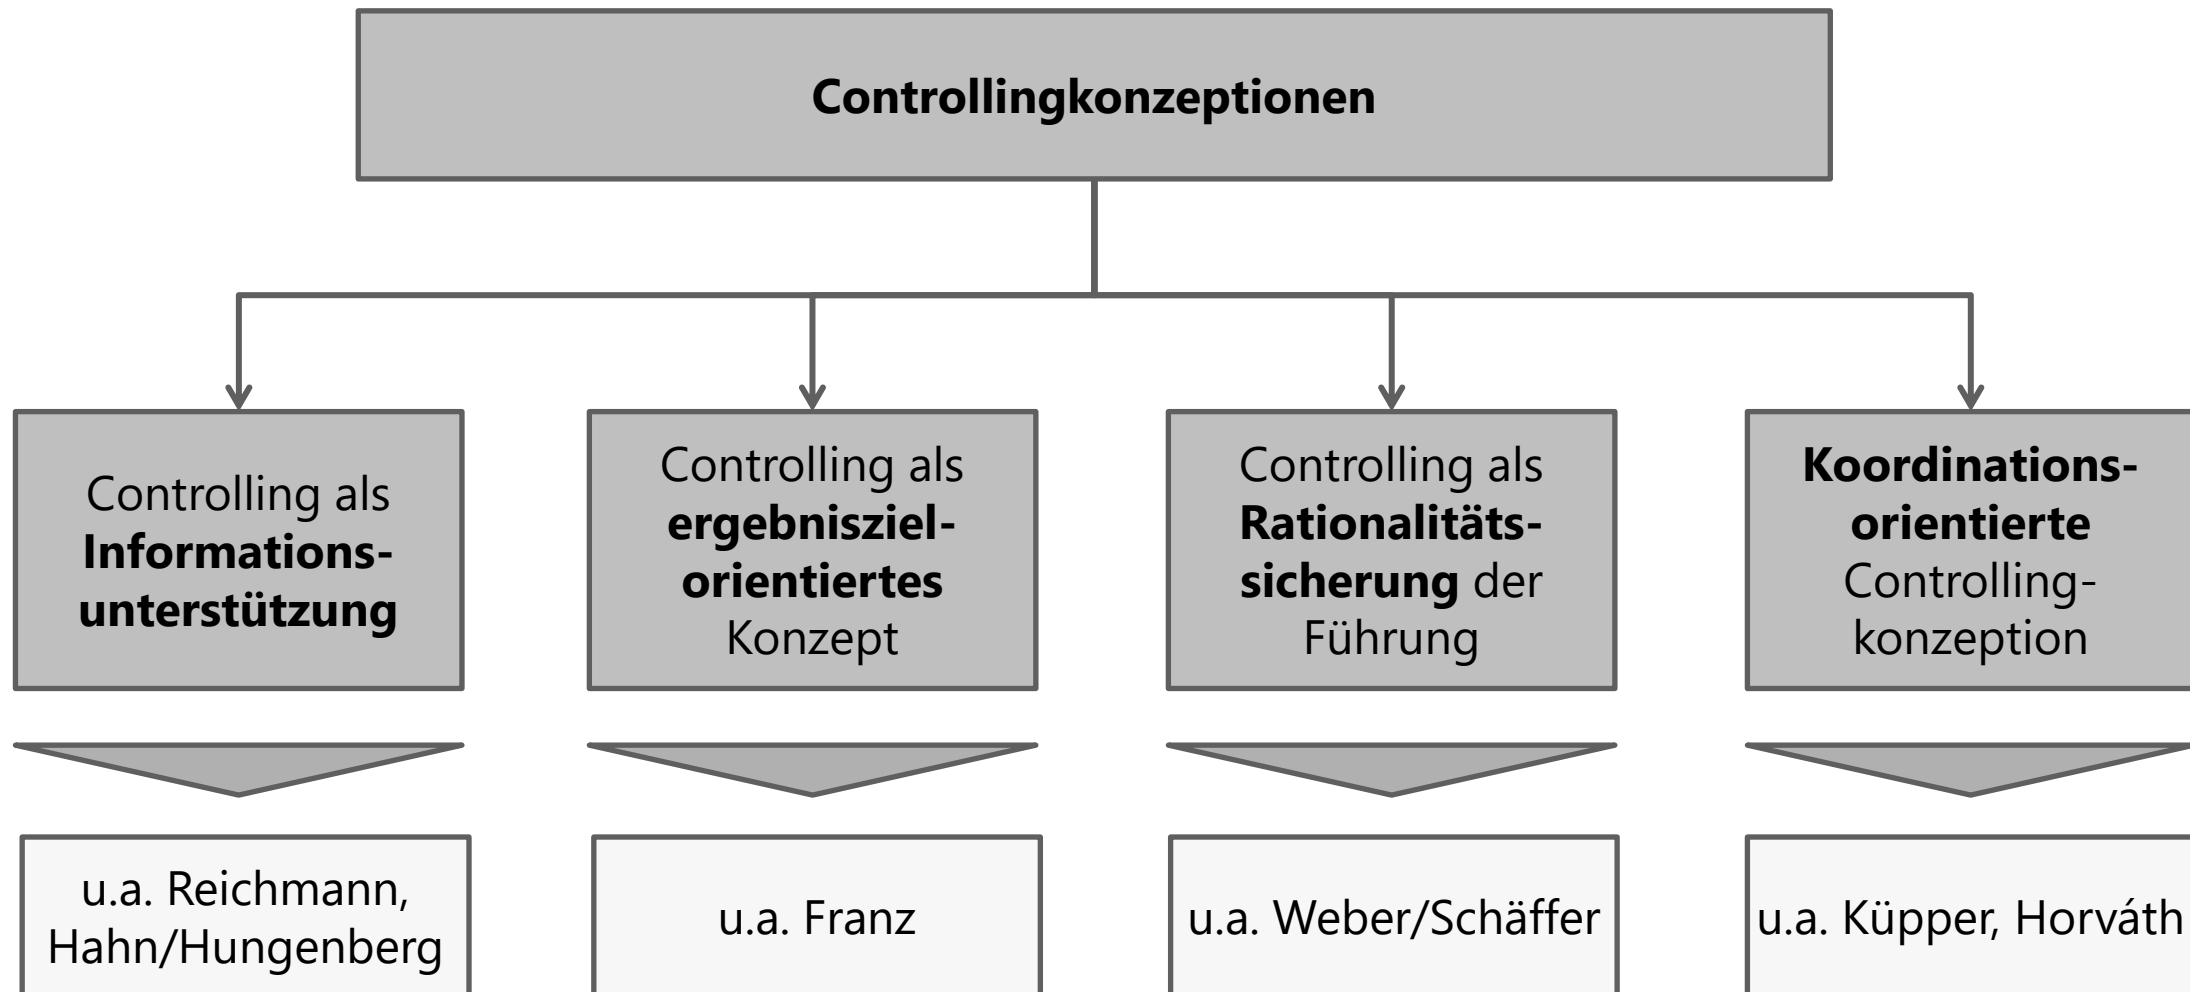 Controllingkonzeptionen
Controlling als
Informations-
unterstützung
Controlling als
ergebnisziel-
orientiertes
Konzept
Controlling als
Rationalitäts-
sicherung der
Führung
Koordinations-
orientierte
Controlling-
konzeption
u.a. Reichmann,
Hahn/Hungenberg
u.a. Franz
u.a. Weber/Schäffer
u.a. Küpper, Horváth